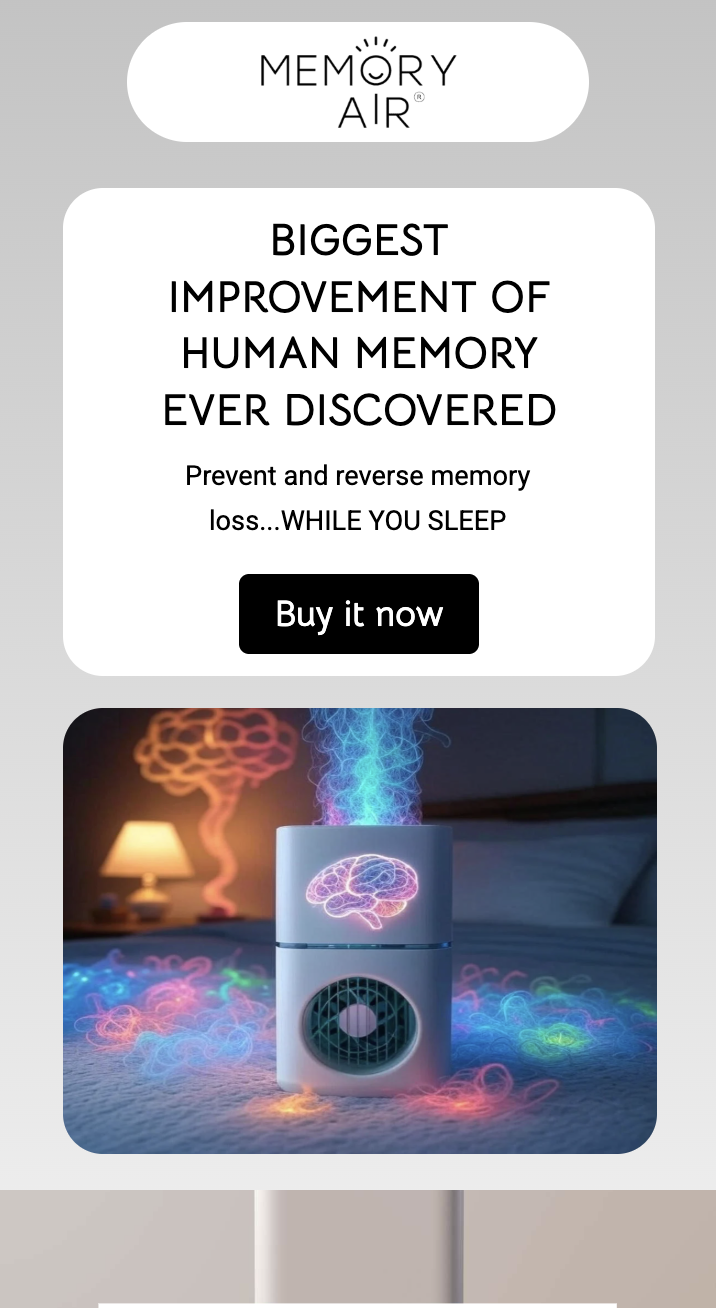 MEMORY
AIR®
BIGGEST
IMPROVEMENT OF
HUMAN MEMORY
EVER DISCOVERED
Prevent and reverse memory
loss...WHILE YOU SLEEP
Buy it now